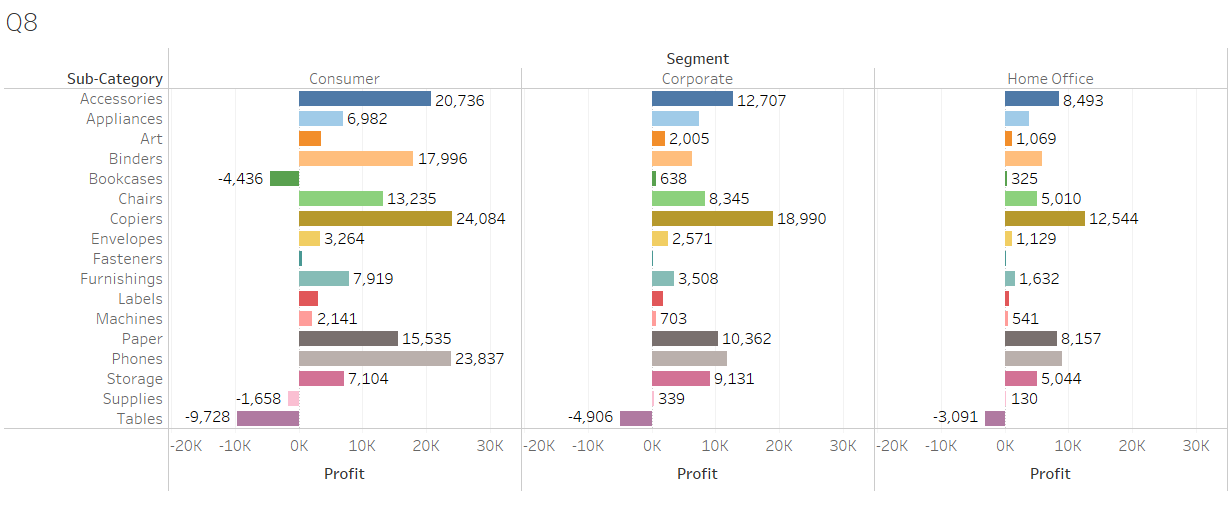 Q8
Segment
Sub-Category Consumer Corporate Home Office
Accessories 20,736 12,707 8,493
Appliances 6,982
Art 2,005 1,069
Binders 17,996
Bookcases -4,436 638 325
Chairs 13,235 8,345 5,010
Copiers 24,084 18,990 12,544
Envelopes 3,264 2,571 1,129
Fasteners
Furnishings 7,919 3,508 1,632
Labels
Machines 2,141 703 541
Paper 15,535 10,362 8,157
Phones 23,837
Storage 7,104 9,131 5,044
Supplies -1,658 339 130
Tables -9,728 -4,906 -3,091
-20K -10K 0K 10K 20K 30K -20K -10K 0K 10K 20K 30K -20K -10K 0K 10K 20K 30K
Profit Profit Profit